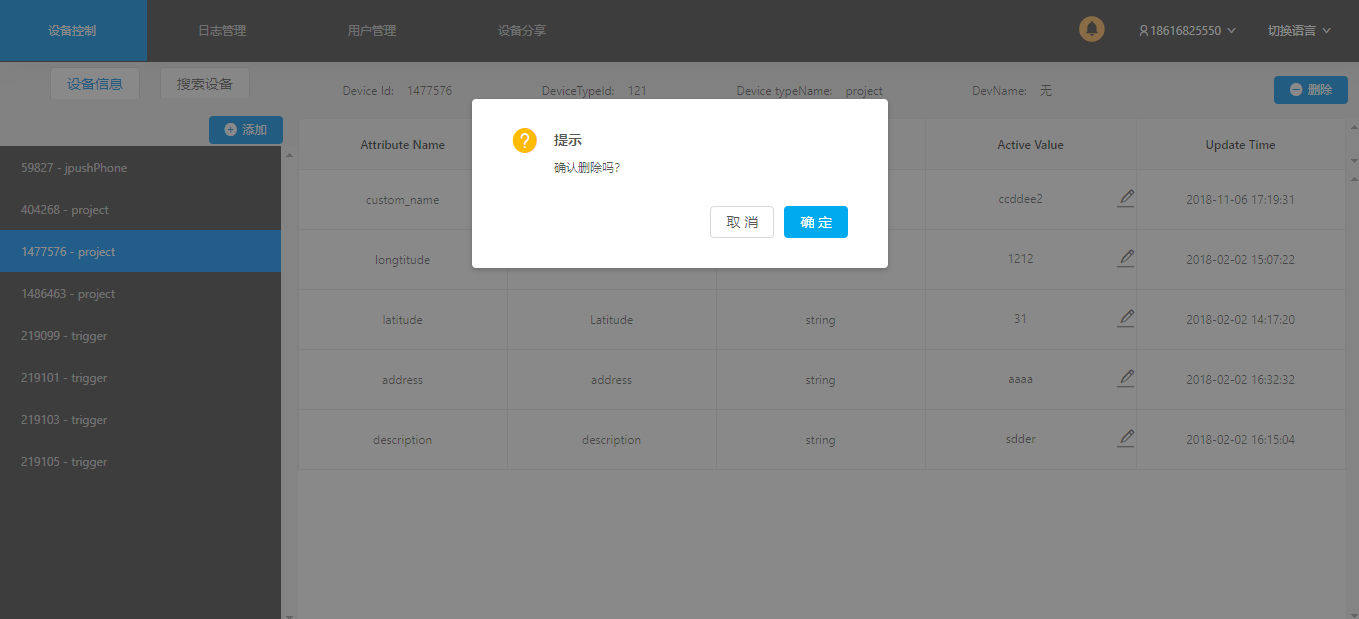 设备控制 日志管理 用户管理 设备分享 18616825550 切换语言
设备信息 搜索设备
Device Id: 1477576 DeviceTypeId: 121 Device typeName: project DevName: 无 删除
添加
59827 - jpushPhone
404268 - project
1477576 - project
1486463 - project
219099 - trigger
219101 - trigger
219103 - trigger
219105 - trigger
Attribute Name Active Value Update Time
custom_name ccddee2 2018-11-06 17:19:31
longtitude 1212 2018-02-02 15:07:22
latitude Latitude string 31 2018-02-02 14:17:20
address address string aaaa 2018-02-02 16:32:32
description description string sdder 2018-02-02 16:15:04
提示
确认删除吗?
取 消 确 定